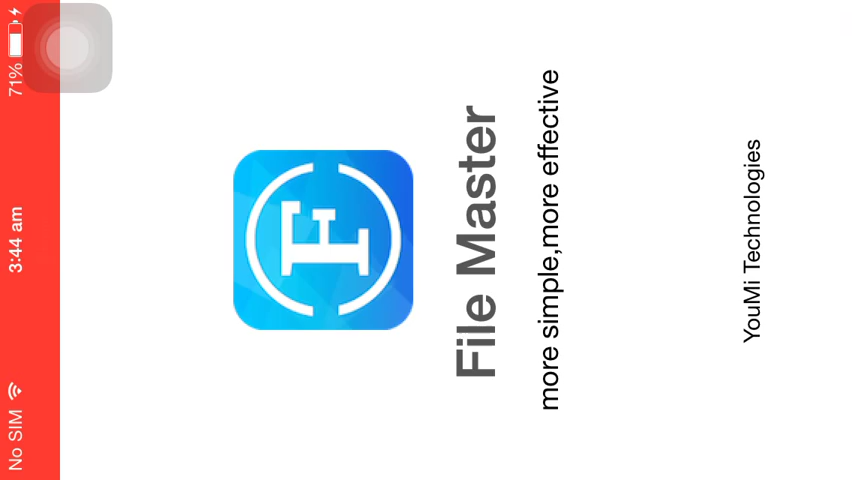 No SIM 3:44 am 71%
F
File Master
more simple,more effective
YouMi Technologies